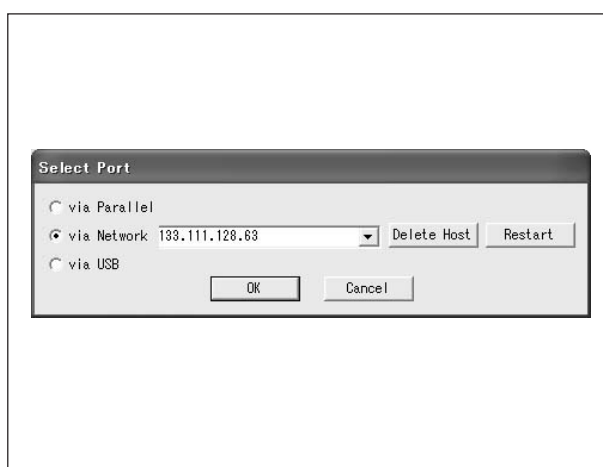 Select Port
via Parallel
via Network 133.111.128.63 Delete Host Restart
via USB
OK Cancel